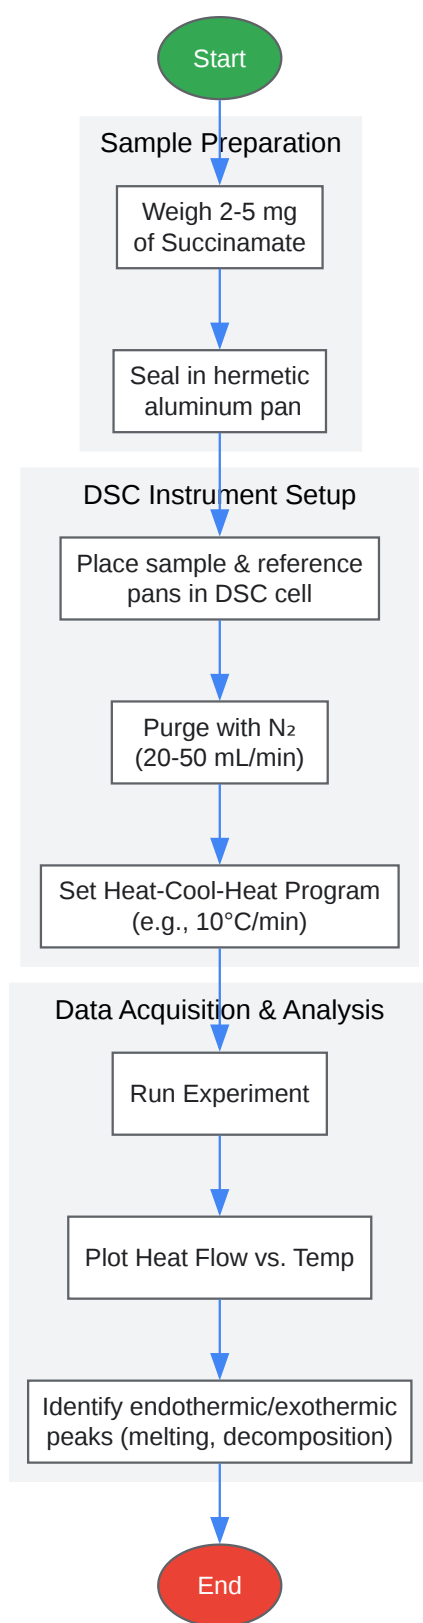 Start
Sample Preparation
Weigh 2-5 mg
of Succinamate
Seal in hermetic
aluminum pan
DSC Instrument Setup
Place sample & reference
pans in DSC cell
Purge with N₂
(20-50 mL/min)
Set Heat-Cool-Heat Program
(e.g., 10°C/min)
Data Acquisition & Analysis
Run Experiment
Plot Heat Flow vs. Temp
Identify endothermic/exothermic
peaks (melting, decomposition)
End